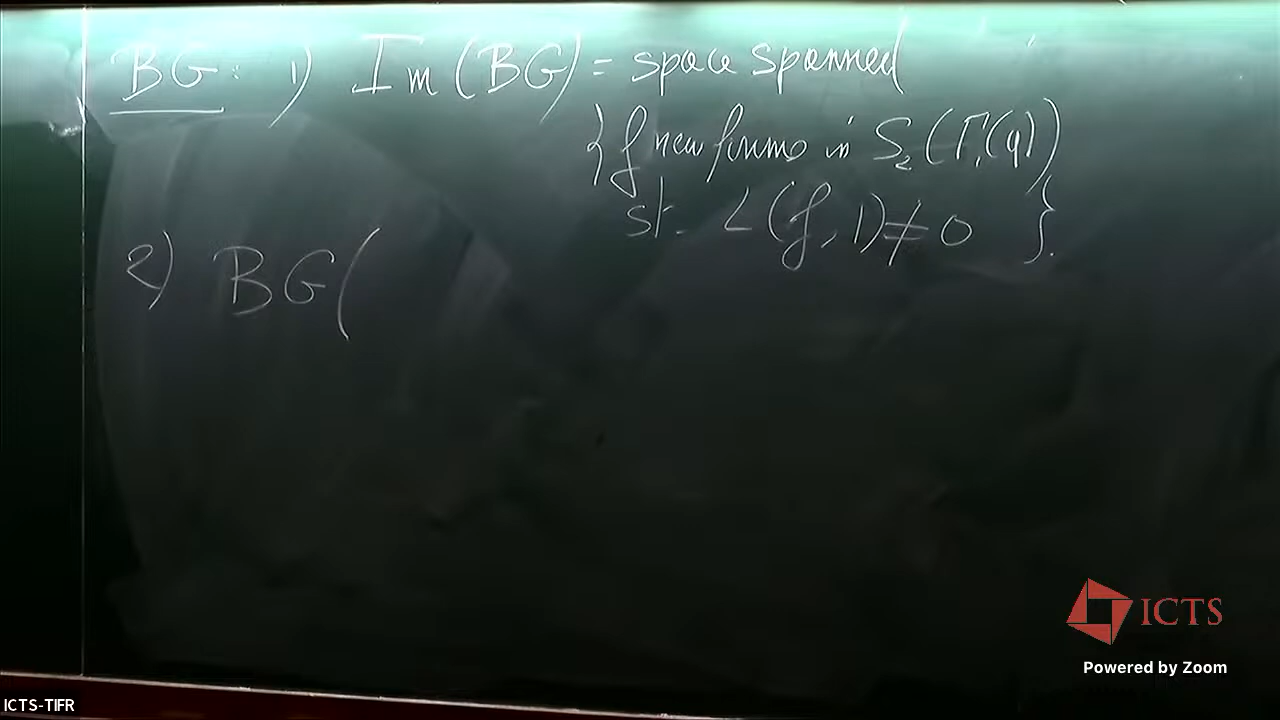 BG: 1) Im (BG) = space spanned
{ f new forms in S₂(Γ₁(q))
st. L(f, 1) ≠ 0 }.
2) BG(
ICTS
Powered by Zoom
ICTS-TIFR